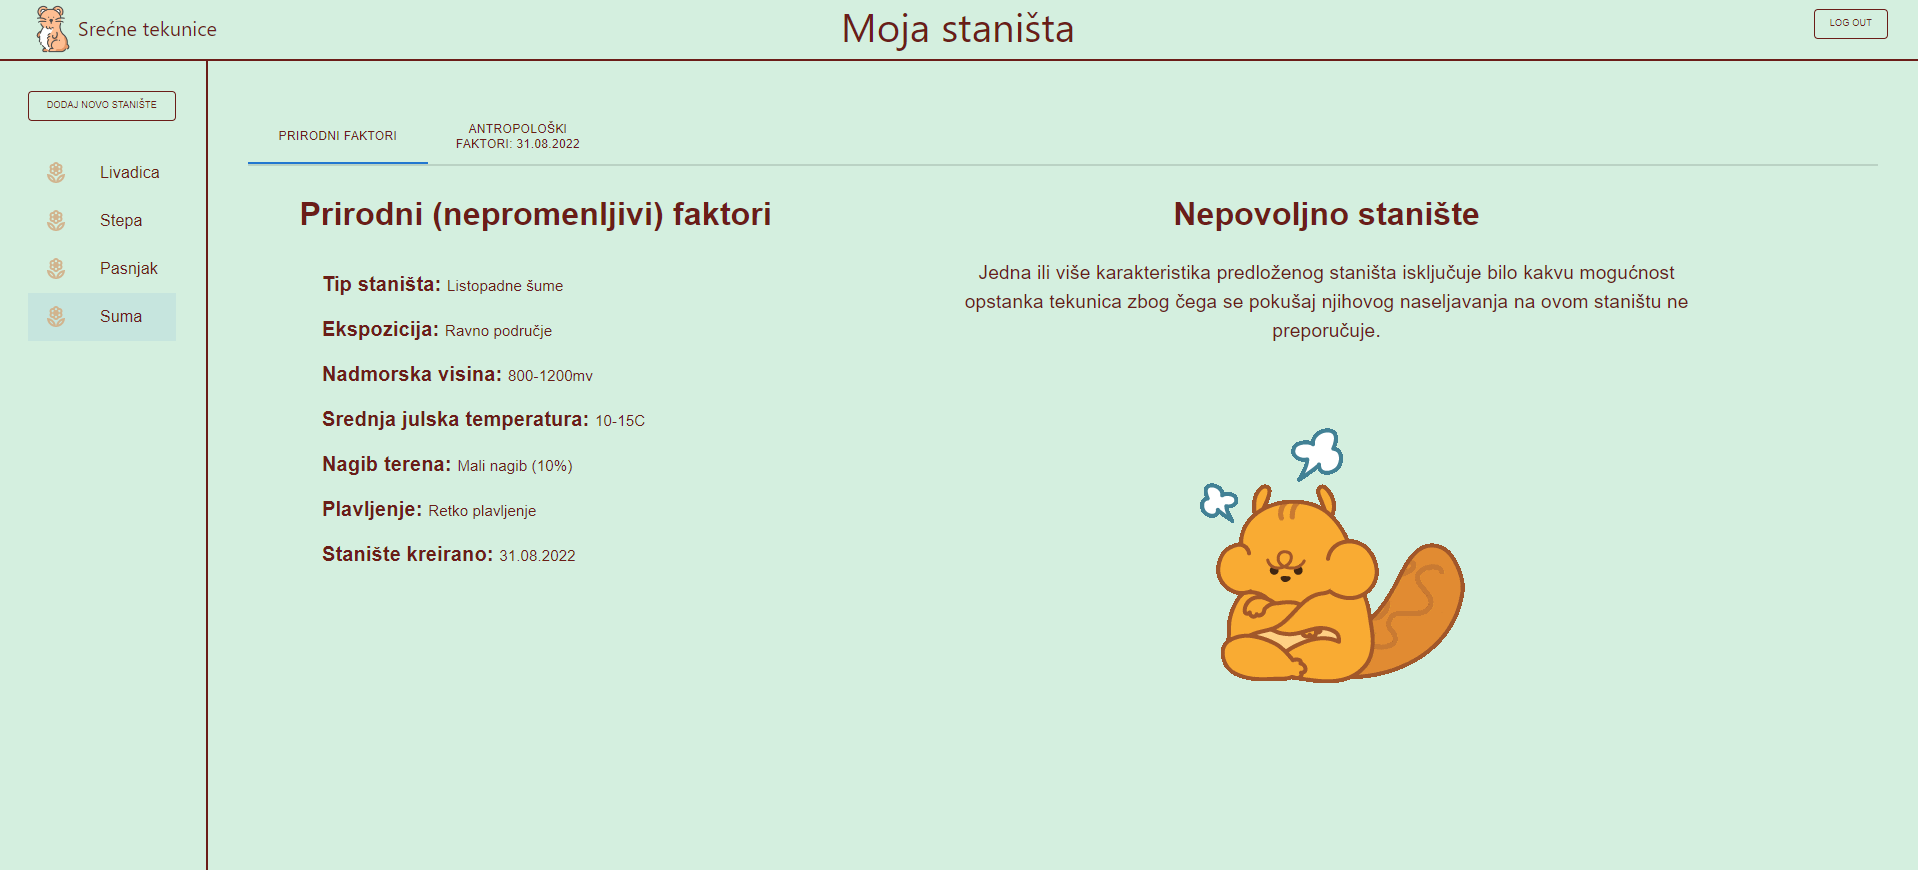 Srećne tekunice
Moja staništa
LOG OUT
DODAJ NOVO STANIŠTE
Livadica
Stepa
Pasnjak
Suma
PRIRODNI FAKTORI
ANTROPOLOŠKI
FAKTORI: 31.08.2022
Prirodni (nepromenljivi) faktori
Tip staništa: Listopadne šume
Ekspozicija: Ravno područje
Nadmorska visina: 800-1200mv
Srednja julska temperatura: 10-15C
Nagib terena: Mali nagib (10%)
Plavljenje: Retko plavljenje
Stanište kreirano: 31.08.2022
Nepovoljno stanište
Jedna ili više karakteristika predloženog staništa isključuje bilo kakvu mogućnost
opstanka tekunica zbog čega se pokušaj njihovog naseljavanja na ovom staništu ne
preporučuje.